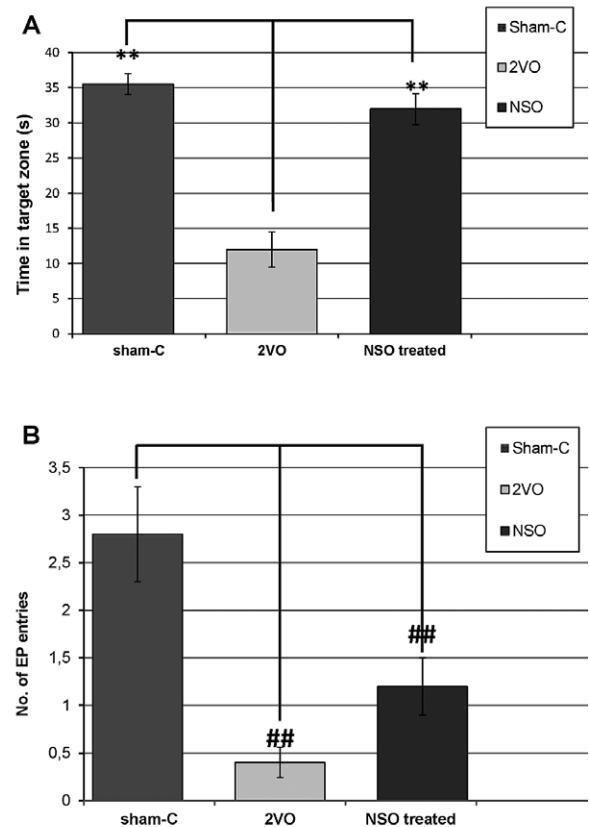 A
Time in target zone (s)
40
35
30
25
20
15
10
5
0
**
**
sham-C
2VO
NSO treated
Sham-C
2VO
NSO
B
No. of EP entries
3,5
3
2,5
2
1,5
1
0,5
0
##
##
sham-C
2VO
NSO treated
Sham-C
2VO
NSO